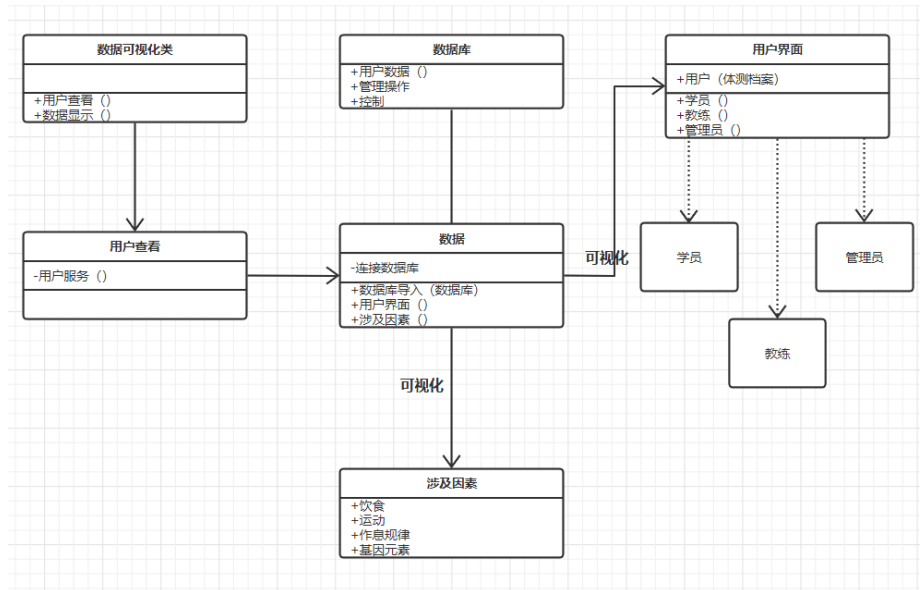 数据可视化类
+用户查看（）
+数据显示（）
数据库
+用户数据（）
+管理操作
+控制
用户界面
+用户（体测档案）
+学员（）
+教练（）
+管理员（）
用户查看
-用户服务（）
数据
-连接数据库
+数据库导入（数据库）
+用户界面（）
+涉及因素（）
可视化
学员
管理员
教练
可视化
涉及因素
+饮食
+运动
+作息规律
+基因元素